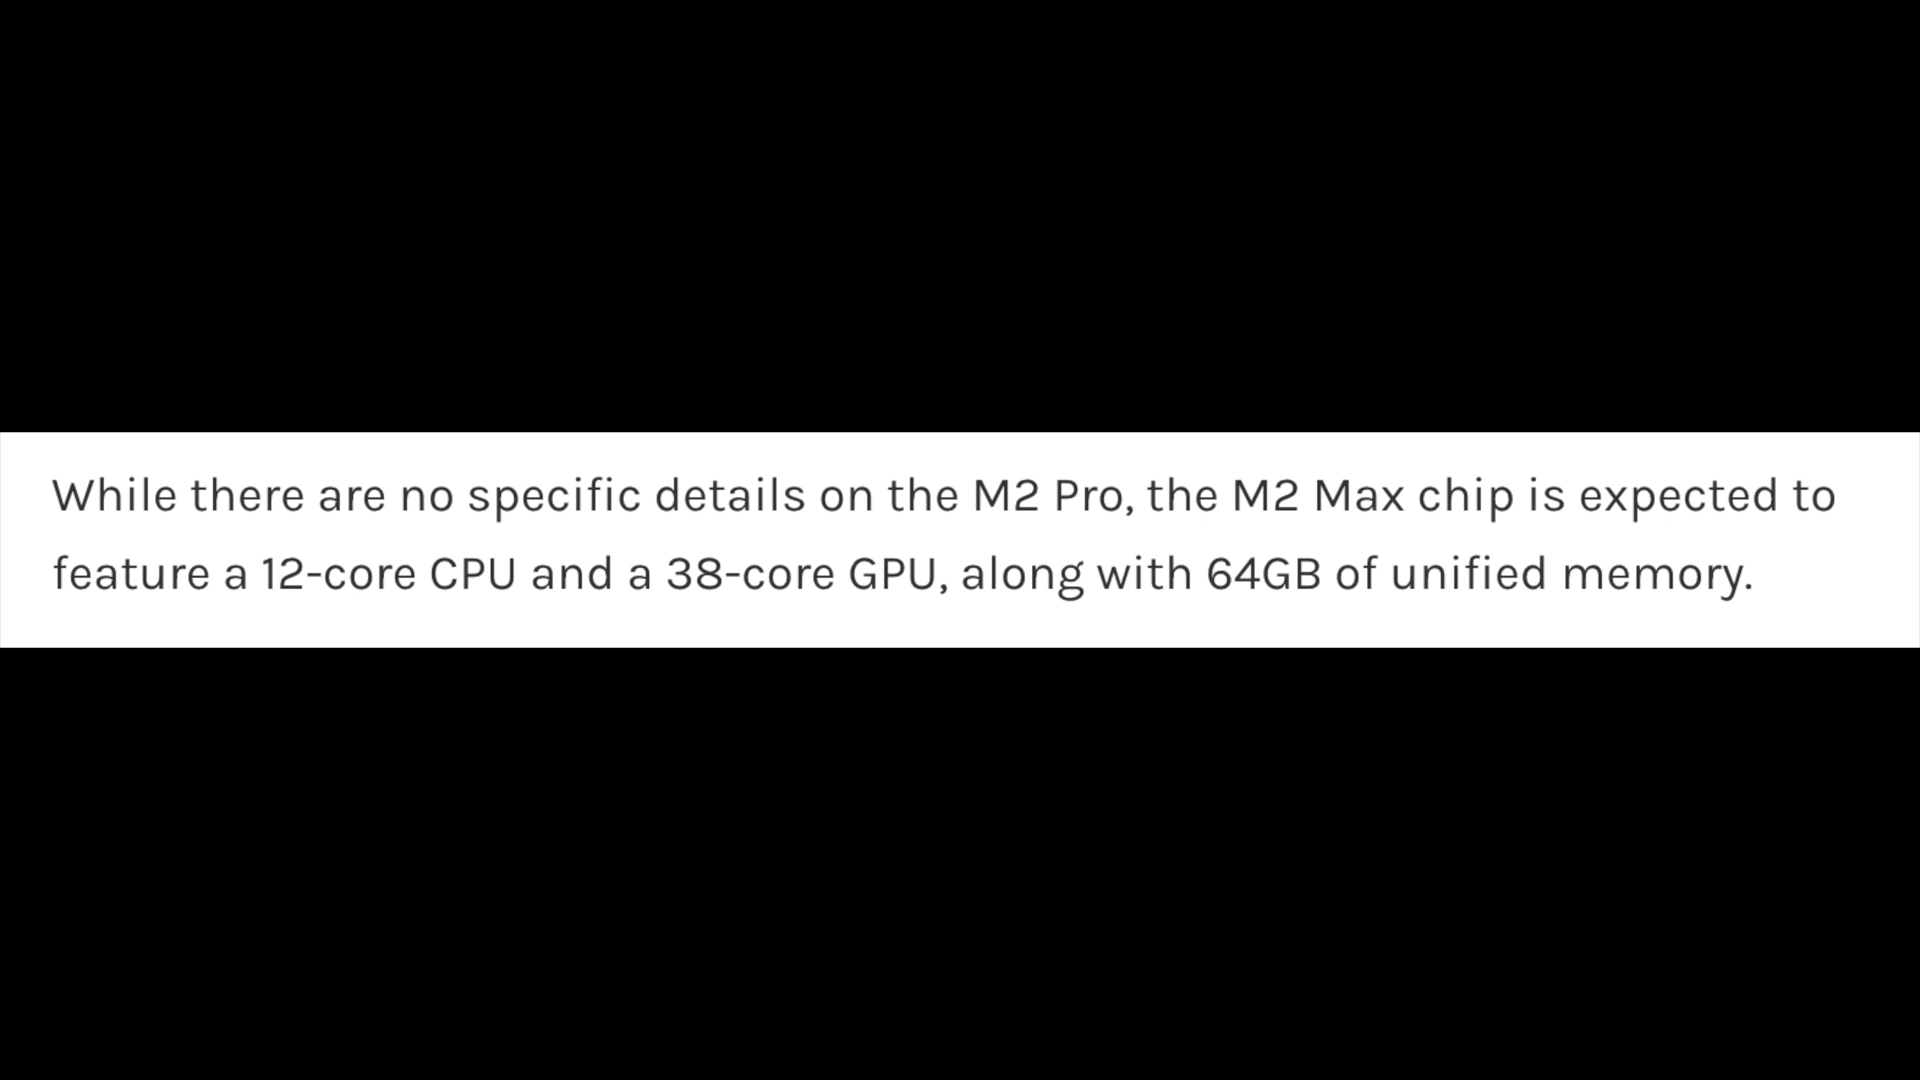 While there are no specific details on the M2 Pro, the M2 Max chip is expected to
feature a 12-core CPU and a 38-core GPU, along with 64GB of unified memory.